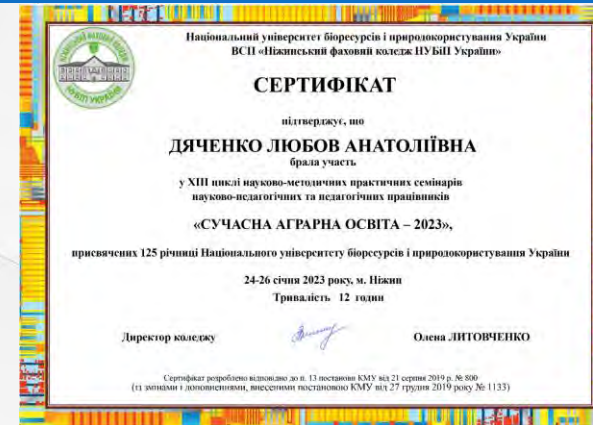 Національний університет біоресурсів і природокористування України
ВСП «Ніжинський фаховий коледж НУБіП України»
СЕРТИФІКАТ
підтверджує, що
ДЯЧЕНКО ЛЮБОВ АНАТОЛІЇВНА
брала участь
у ХІІІ циклі науково-методичних практичних семінарів
науково-педагогічних та педагогічних працівників
«СУЧАСНА АГРАРНА ОСВІТА – 2023»,
присвячених 125 річниці Національного університету біоресурсів і природокористування України
24-26 січня 2023 року, м. Ніжин
Тривалість 12 годин
Директор коледжу
Олена ЛИТОВЧЕНКО
Сертифікат розроблено відповідно до п. 13 постанови КМУ від 21 серпня 2019 р. № 800
(із змінами і доповненнями, внесеними постановою КМУ від 27 грудня 2019 року № 1133)